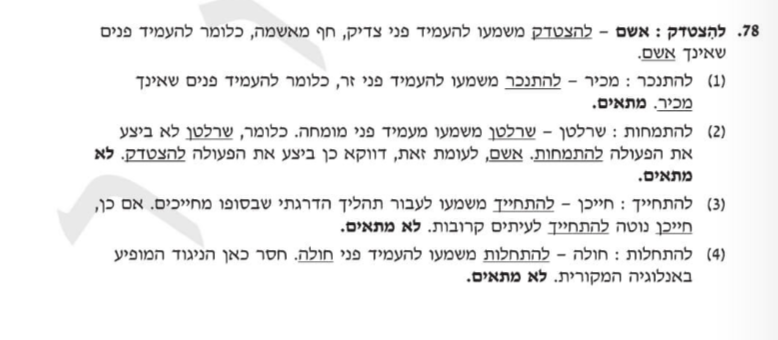 78. להצטדק : אשם – להצטדק משמעו להעמיד פני צדיק, חף מאשמה, כלומר להעמיד פנים
שאינך אשם.
(1) להתנכר : מכיר – להתנכר משמעו להעמיד פני זר, כלומר להעמיד פנים שאינך
מכיר. מתאים.
(2) להתמחות : שרלטן – שרלטן משמעו מעמיד פני מומחה. כלומר, שרלטן לא ביצע
את הפעולה להתמחות. אשם, לעומת זאת, דווקא כן ביצע את הפעולה להצטדק. לא
מתאים.
(3) להתחייך : חייכן – להתחייך משמעו לעבור תהליך הדרגתי שבסופו מחייכים. אם כן,
חייכן נוטה להתחייך לעיתים קרובות. לא מתאים.
(4) להתחלות : חולה – להתחלות משמעו להעמיד פני חולה. חסר כאן הניגוד המופיע
באנלוגיה המקורית. לא מתאים.